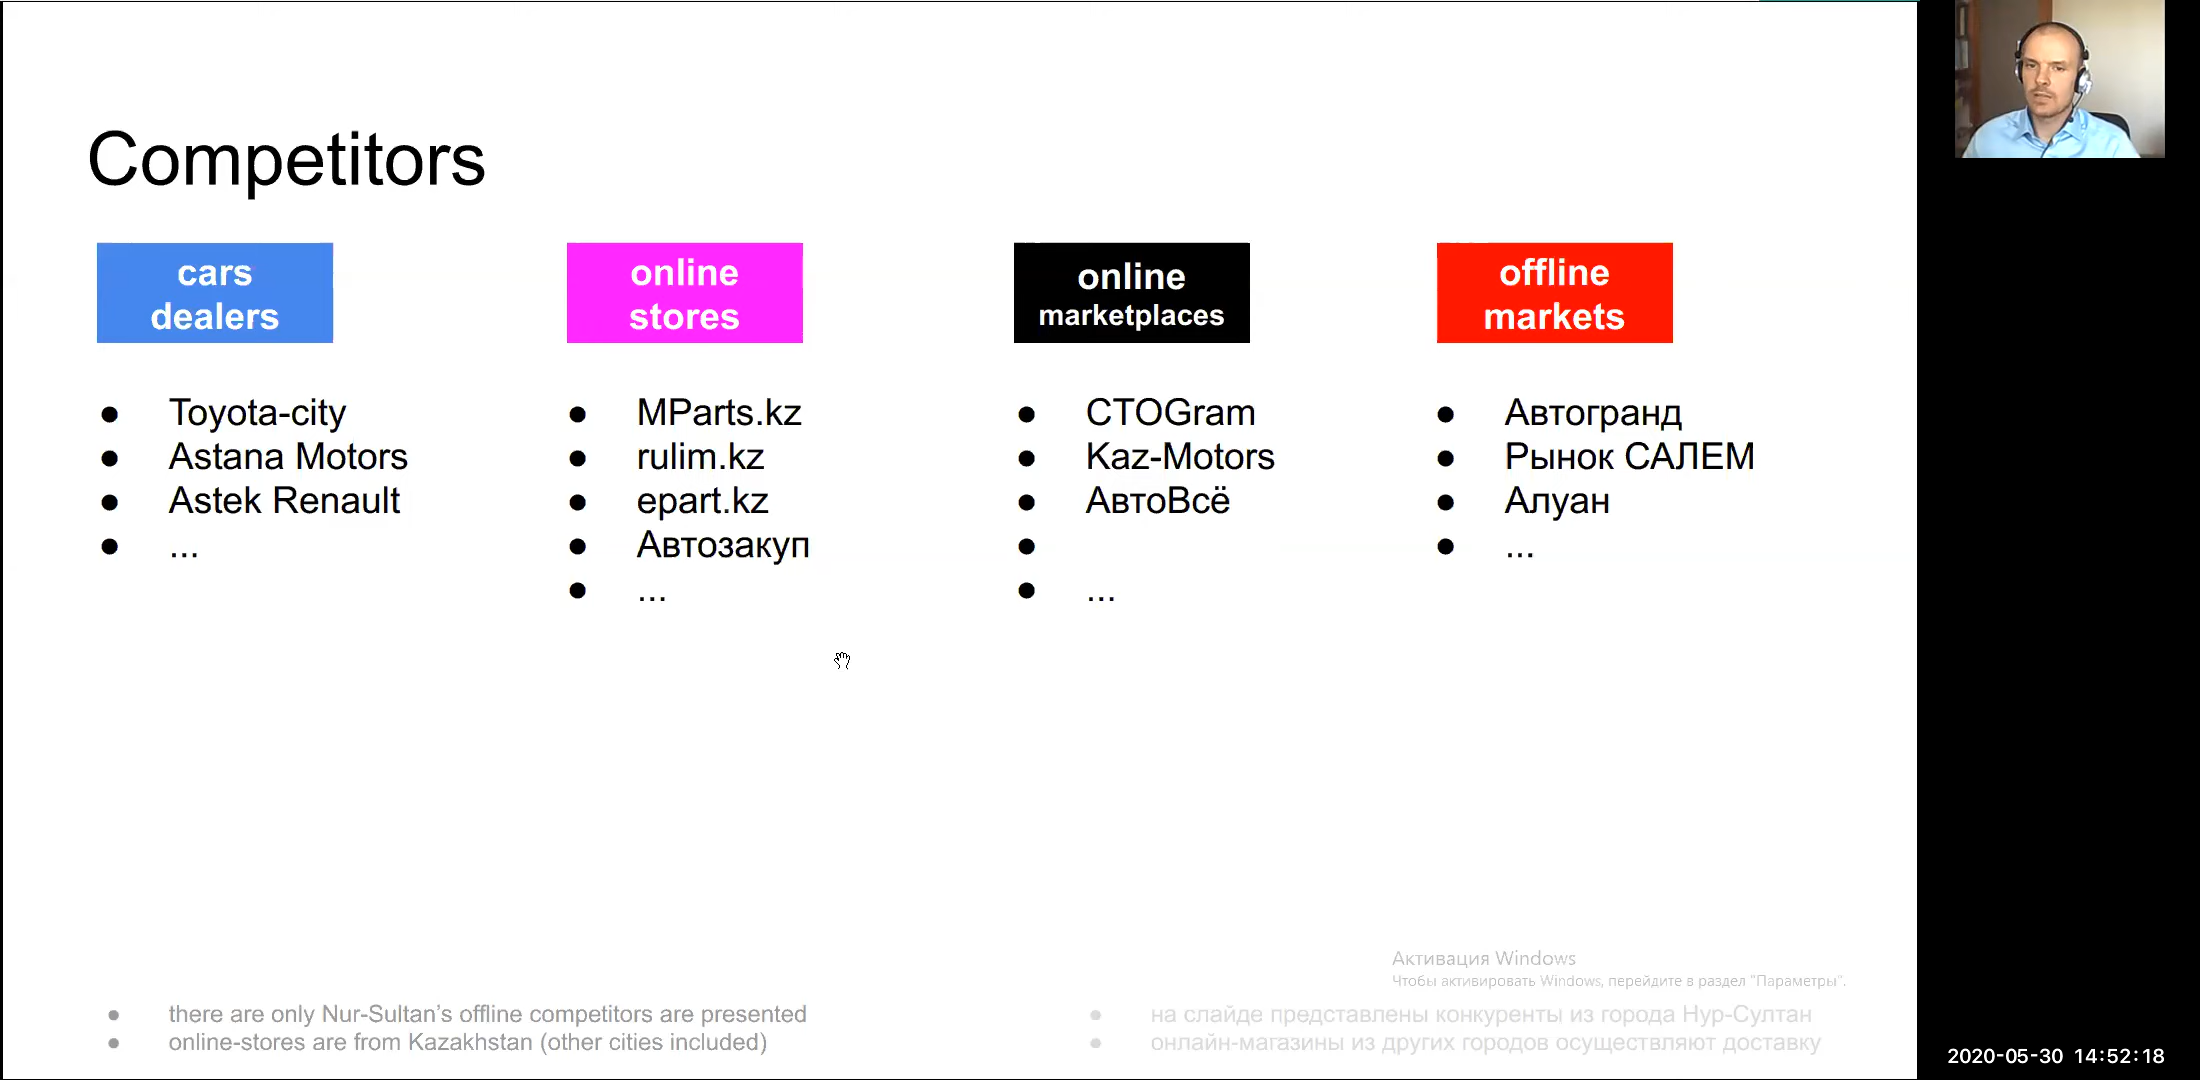 Competitors
cars
dealers
online
stores
online
marketplaces
offline
markets
● Toyota-city
● Astana Motors
● Astek Renault
● ...
● MParts.kz
● rulim.kz
● epart.kz
● Автозакуп
● ...
● CTOGram
● Kaz-Motors
● АвтоВсё
●
● ...
● Автогранд
● Рынок САЛЕМ
● Алуан
● ...
Активация Windows
Чтобы активировать Windows, перейдите в раздел "Параметры".
● there are only Nur-Sultan's offline competitors are presented
● online-stores are from Kazakhstan (other cities included)
● на слайде представлены конкуренты из города Нур-Султан
● онлайн-магазины из других городов осуществляют доставку
2020-05-30 14:52:18